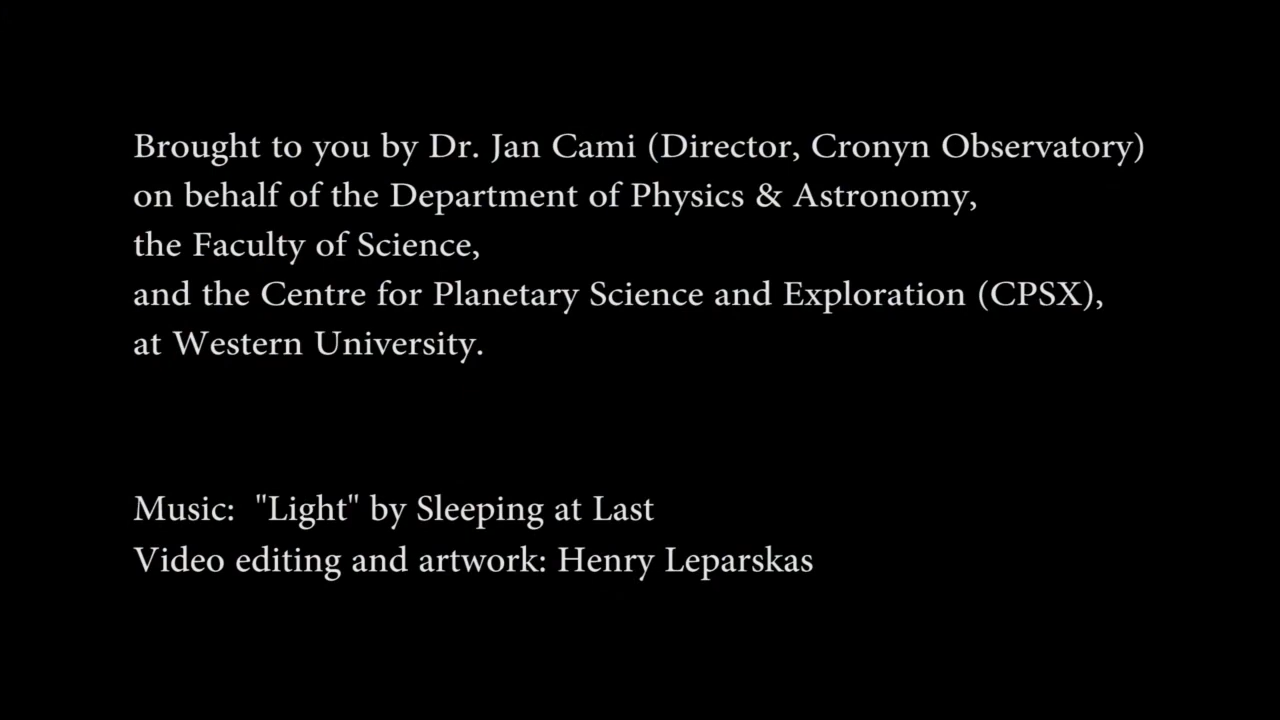 Brought to you by Dr. Jan Cami (Director, Cronyn Observatory)
on behalf of the Department of Physics & Astronomy,
the Faculty of Science,
and the Centre for Planetary Science and Exploration (CPSX),
at Western University.
Music:  "Light" by Sleeping at Last
Video editing and artwork: Henry Leparskas